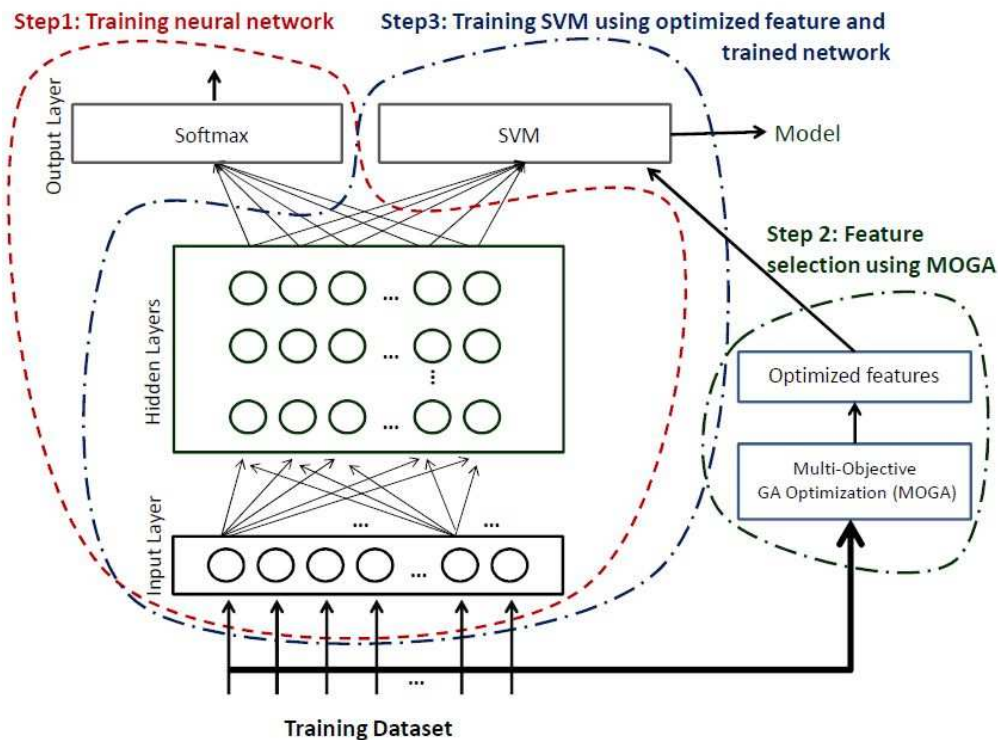 Step1: Training neural network
Step3: Training SVM using optimized feature and
trained network
Output Layer
Softmax
SVM
Model
Step 2: Feature
selection using MOGA
Hidden Layers
...
...
...
...
Optimized features
Multi-Objective
GA Optimization (MOGA)
... ...
Input Layer
...
...
Training Dataset